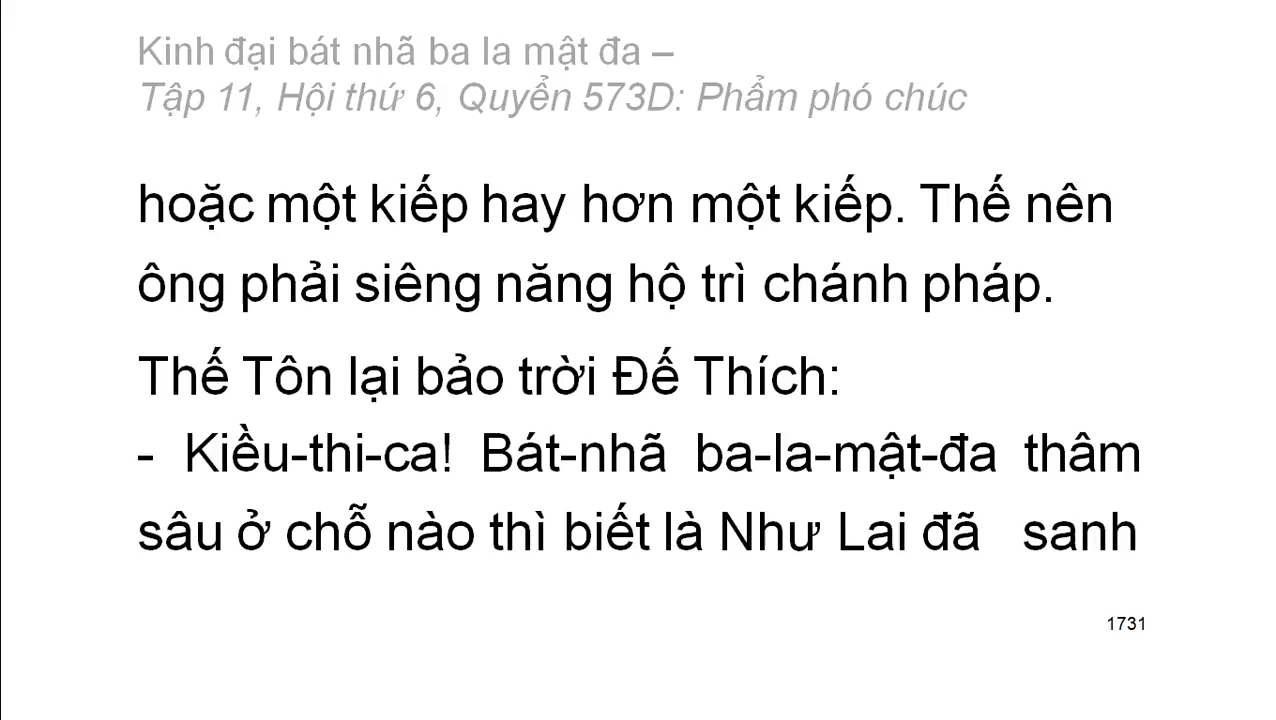 Kinh đại bát nhã ba la mật đa –
Tập 11, Hội thứ 6, Quyển 573D: Phẩm phó chúc
hoặc một kiếp hay hơn một kiếp. Thế nên
ông phải siêng năng hộ trì chánh pháp.
Thế Tôn lại bảo trời Đế Thích:
- Kiều-thi-ca! Bát-nhã ba-la-mật-đa thâm
sâu ở chỗ nào thì biết là Như Lai đã sanh
1731